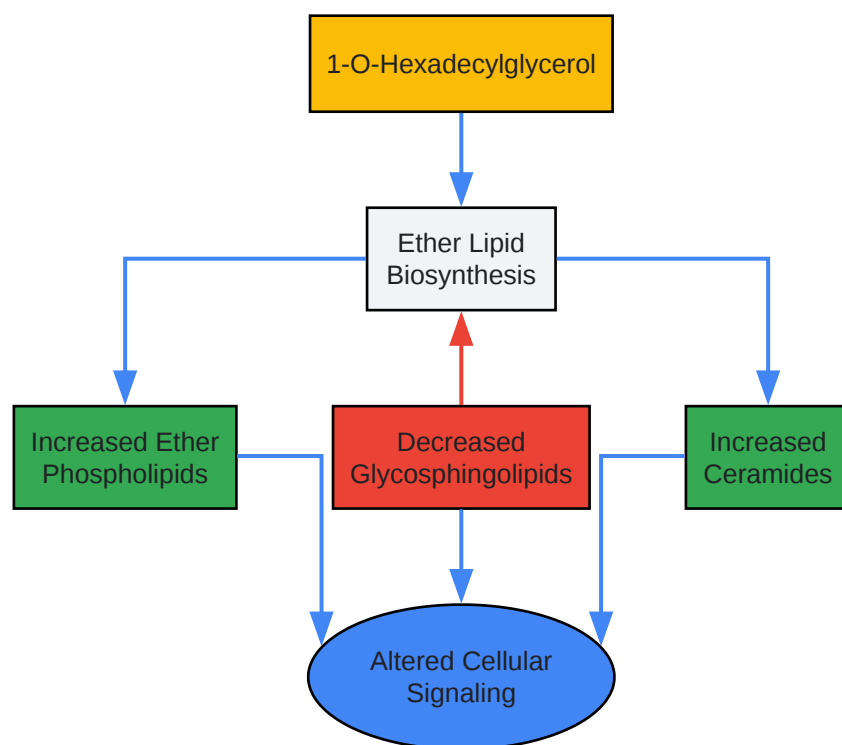 1-O-Hexadecylglycerol
Ether Lipid
Biosynthesis
Increased Ether
Phospholipids
Decreased
Glycosphingolipids
Increased
Ceramides
Altered Cellular
Signaling